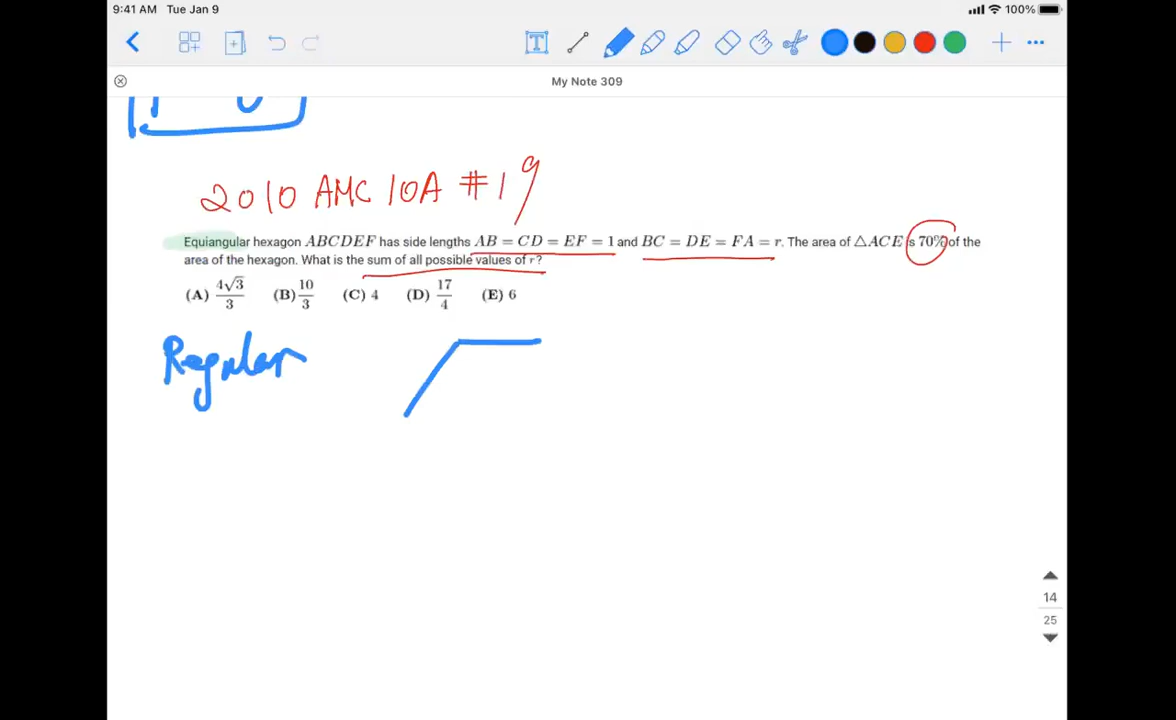 9:41 AM Tue Jan 9 100%
My Note 309
2010 AMC 10A #19
Equiangular hexagon ABCDEF has side lengths AB = CD = EF = 1 and BC = DE = FA = r. The area of △ACE is 70% of the
area of the hexagon. What is the sum of all possible values of r?
(A) 4√3/3 (B) 10/3 (C) 4 (D) 17/4 (E) 6
Regular
14
25